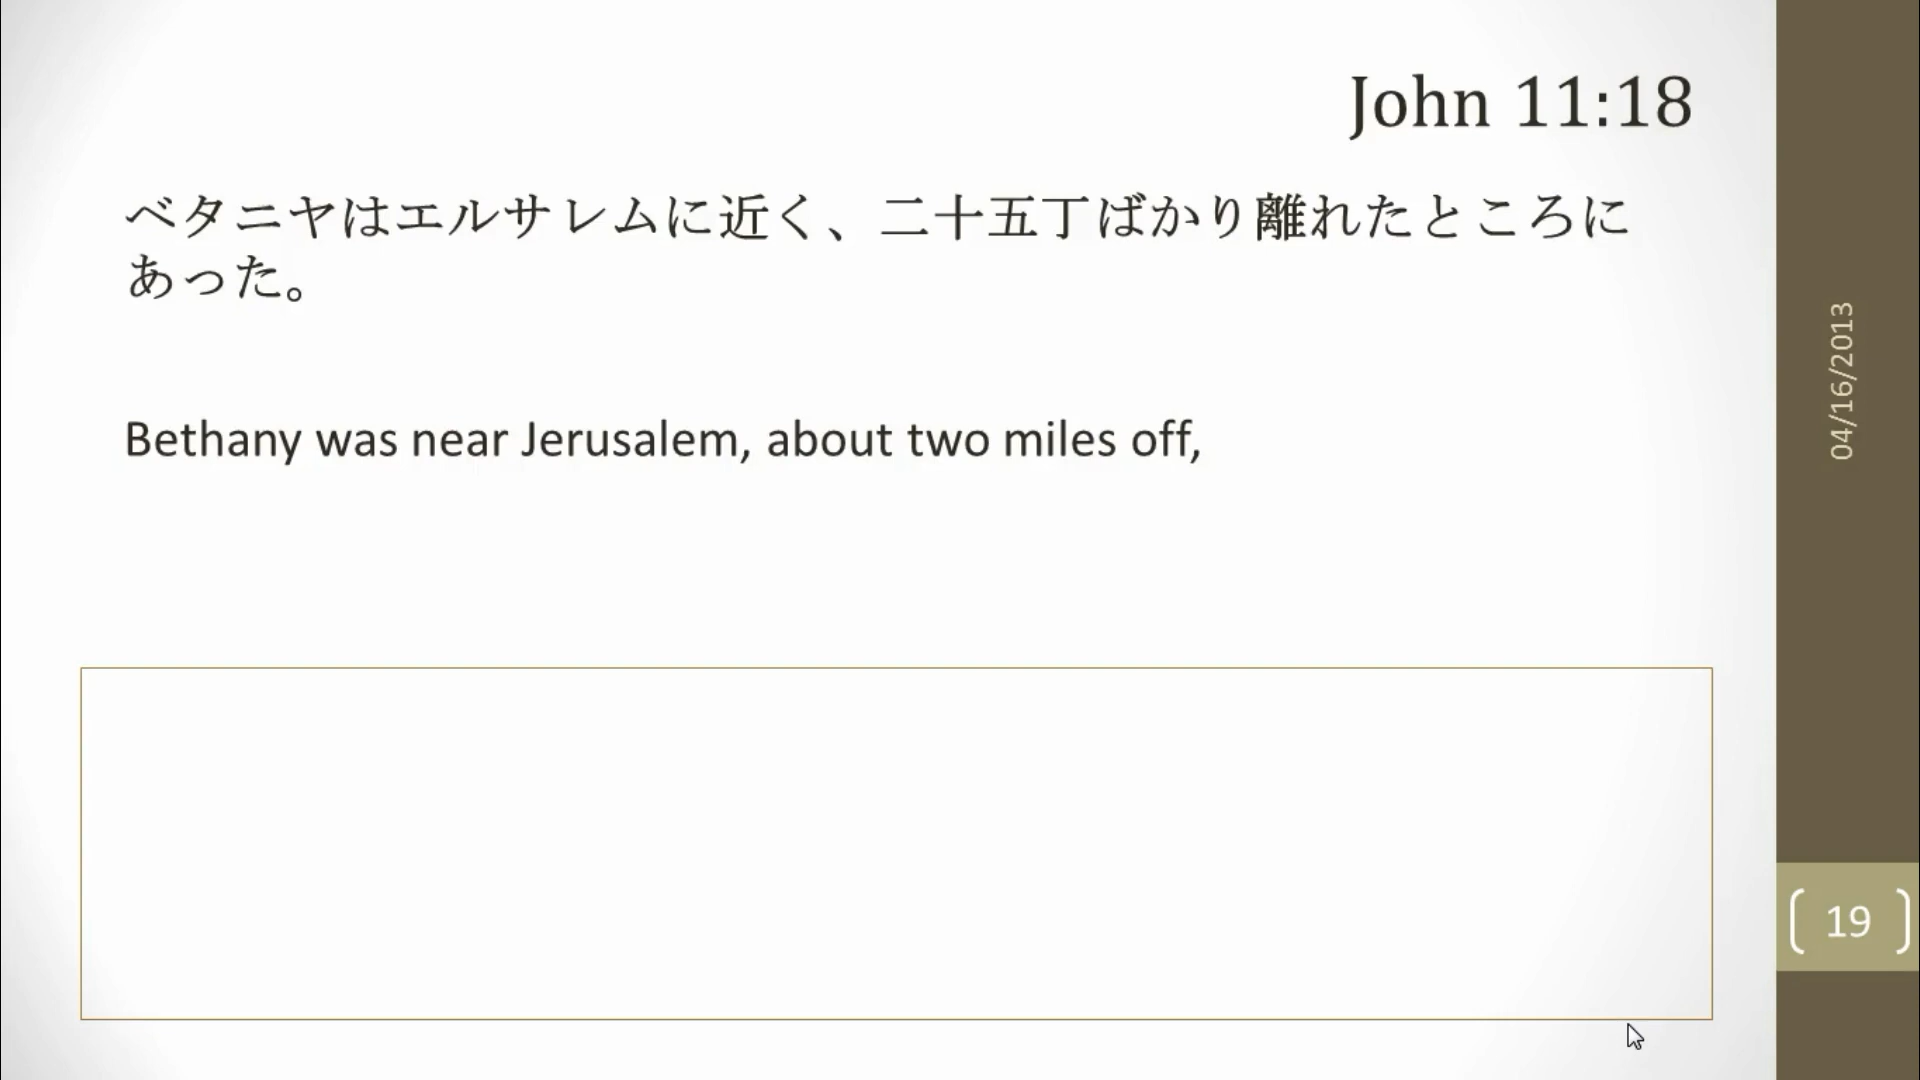 John 11:18
ベタニヤはエルサレムに近く、二十五丁ばかり離れたところに
あった。
Bethany was near Jerusalem, about two miles off,
04/16/2013
19